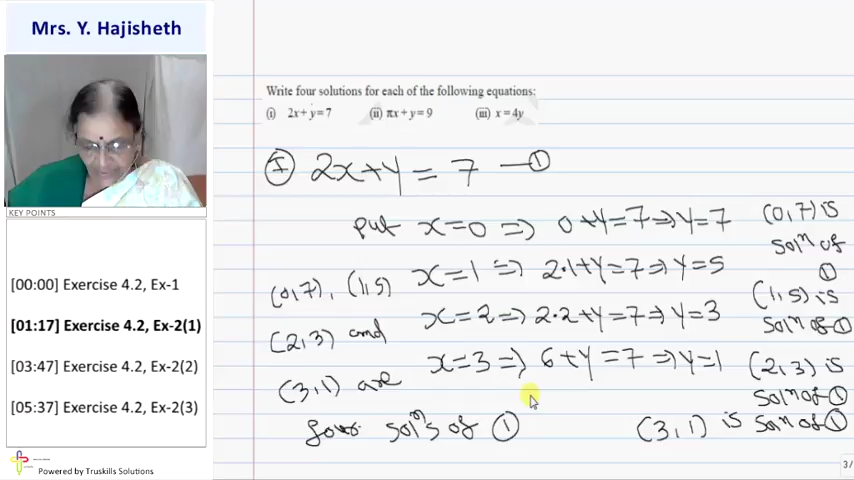 Mrs. Y. Hajisheth
KEY POINTS
[00:00] Exercise 4.2, Ex-1
[01:17] Exercise 4.2, Ex-2(1)
[03:47] Exercise 4.2, Ex-2(2)
[05:37] Exercise 4.2, Ex-2(3)
Powered by Truskills Solutions
Write four solutions for each of the following equations:
(i) 2x + y = 7 (ii) πx + y = 9 (iii) x = 4y
Ⓘ 2x+y = 7 —①
put x=0 => 0+y=7=>y=7
(0,7) is
solⁿ of
①
x=1 => 2·1+y=7=>y=5
(1,5) is
solⁿ of ①
x=2=>2·2+y=7=>y=3
(2,3) is
solⁿ of ①
x=3=> 6+y=7=>y=1
(3,1) is solⁿ of ①
(0,7), (1,5)
(2,3) and
(3,1) are
four solⁿs of ①
3/